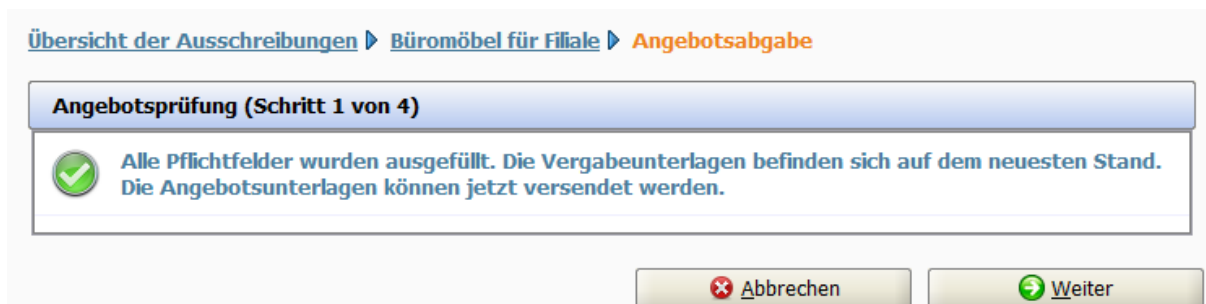 Übersicht der Ausschreibungen Büromöbel für Filiale Angebotsabgabe
Angebotsprüfung (Schritt 1 von 4)
Alle Pflichtfelder wurden ausgefüllt. Die Vergabeunterlagen befinden sich auf dem neuesten Stand.
Die Angebotsunterlagen können jetzt versendet werden.
Abbrechen Weiter